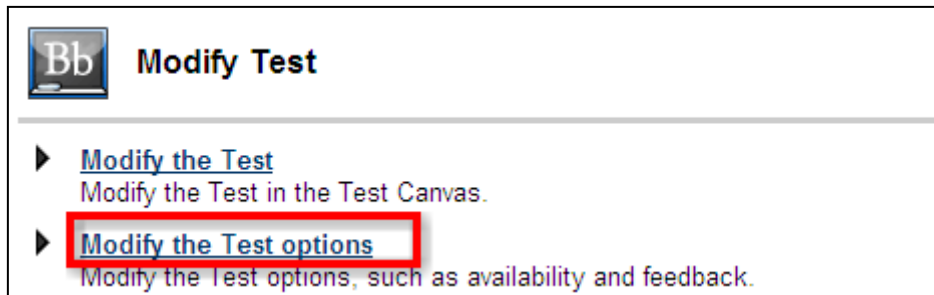 Bb
Modify Test
Modify the Test
Modify the Test in the Test Canvas.
Modify the Test options
Modify the Test options, such as availability and feedback.